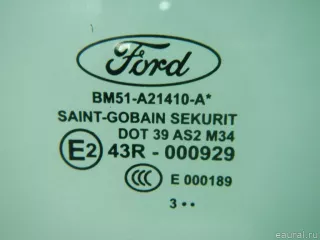 Ford
BM51-A21410-A*
SAINT-GOBAIN SEKURIT
DOT 39 AS2 M34
E2 43R - 000929
CCC E 000189
3 ••
eaural.ru